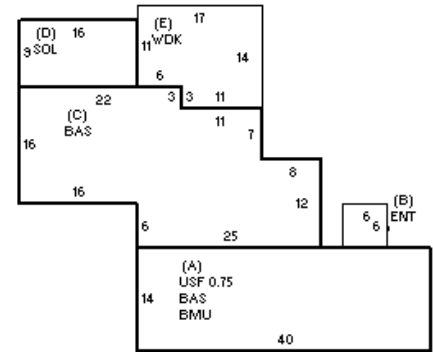 (D)
16
SOL
9
(E)
17
WDK
11
14
6
22
3
3
11
11
(C)
BAS
7
16
8
16
12
6
25
(B)
ENT
6
6
(A)
USF 0.75
14
BAS
BMU
40